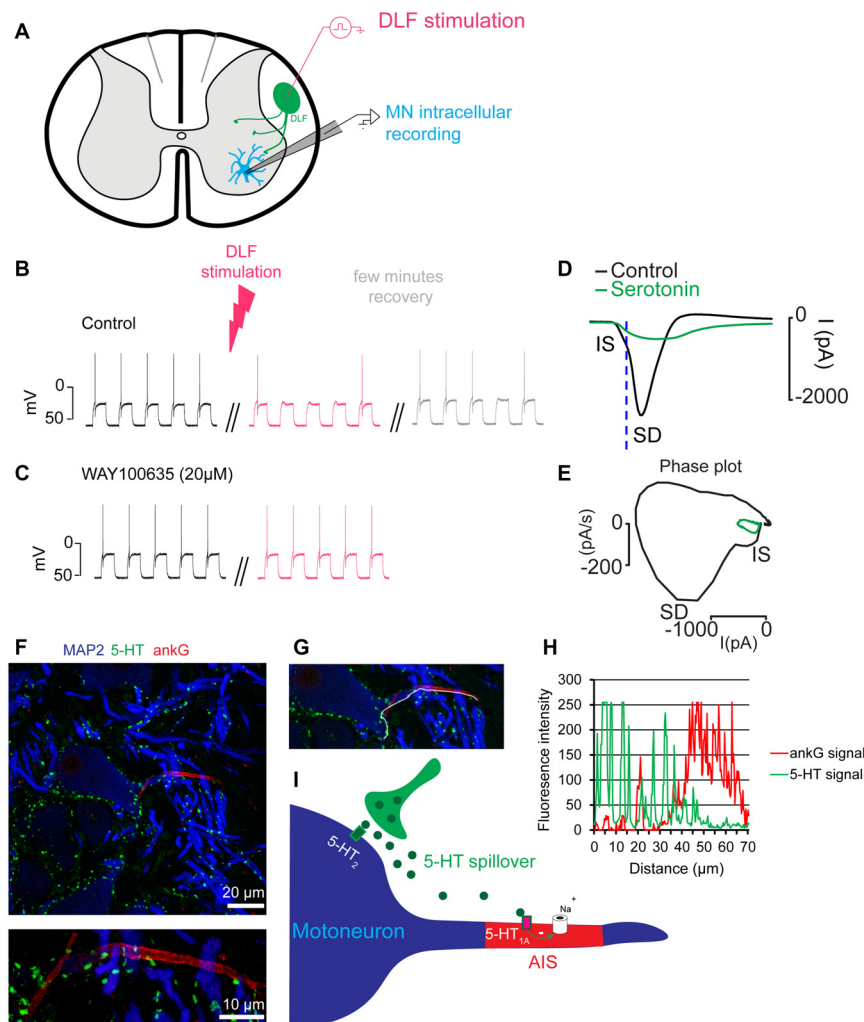 A
DLF stimulation
DLF
MN intracellular
recording
B
DLF
stimulation
few minutes
recovery
Control
0
mV
50
C
WAY100635 (20µM)
0
mV
50
D
Control
Serotonin
IS
SD
0
I(pA)
-2000
E
Phase plot
0
(pA/s)
-200
IS
SD
-1000
0
I(pA)
F
MAP2 5-HT ankG
20 µm
10 µm
G
H
300
250
200
150
100
50
0
Fluoresence intensity
0 10 20 30 40 50 60 70
Distance (µm)
ankG signal
5-HT signal
I
5-HT2
5-HT spillover
Motoneuron
5-HT1A
-
Na+
AIS